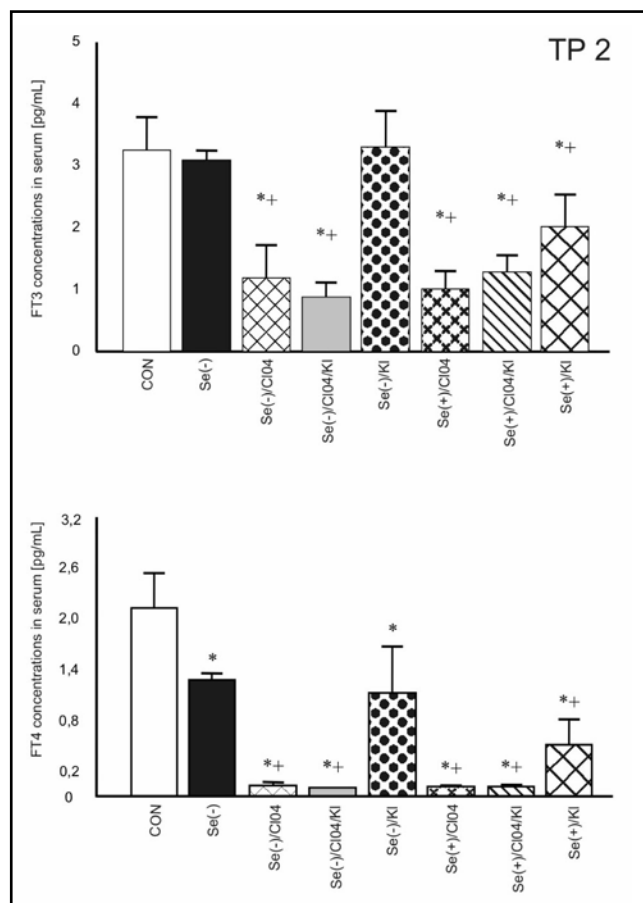 TP 2
FT3 concentrations in serum [pg/mL]
5
4
3
2
1
0
*+
*+
*+
*+
*+
CON
Se(-)
Se(-)/Cl04
Se(-)/Cl04/KI
Se(-)/KI
Se(+)/Cl04
Se(+)/Cl04/KI
Se(+)/KI
FT4 concentrations in serum [pg/mL]
3,2
2,6
2,0
1,4
0,8
0,2
0
*
*+
*+
*
*+
*+
*+
CON
Se(-)
Se(-)/Cl04
Se(-)/Cl04/KI
Se(-)/KI
Se(+)/Cl04
Se(+)/Cl04/KI
Se(+)/KI